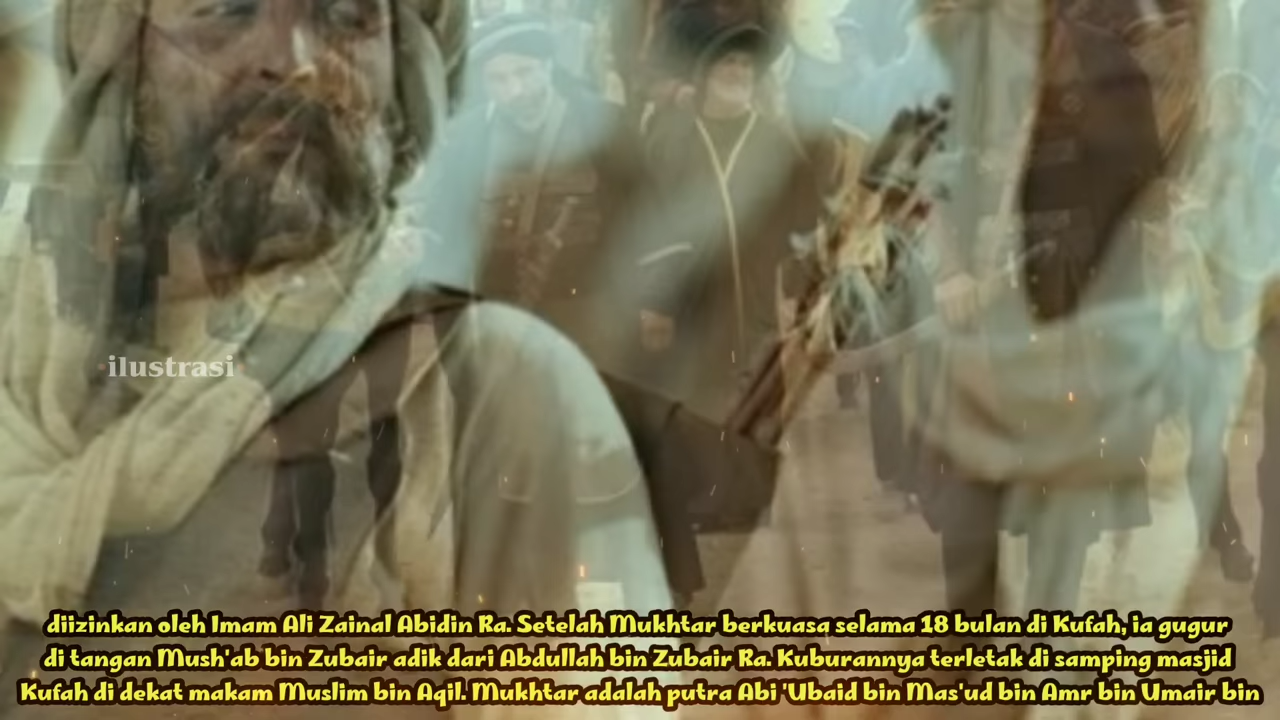 ilustrasi
diizinkan oleh Imam Ali Zainal Abidin Ra. Setelah Mukhtar berkuasa selama 18 bulan di Kufah, ia gugur
di tangan Mush'ab bin Zubair adik dari Abdullah bin Zubair Ra. Kuburannya terletak di samping masjid
Kufah di dekat makam Muslim bin Aqil. Mukhtar adalah putra Abi 'Ubaid bin Mas'ud bin Amr bin Umair bin